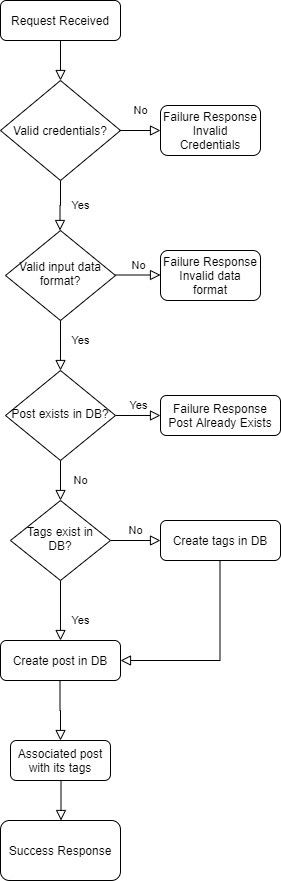 Request Received
Valid credentials?
No
Failure Response
Invalid
Credentials
Yes
Valid input data
format?
No
Failure Response
Invalid data
format
Yes
Post exists in DB?
Yes
Failure Response
Post Already Exists
No
Tags exist in
DB?
No
Create tags in DB
Yes
Create post in DB
Associated post
with its tags
Success Response